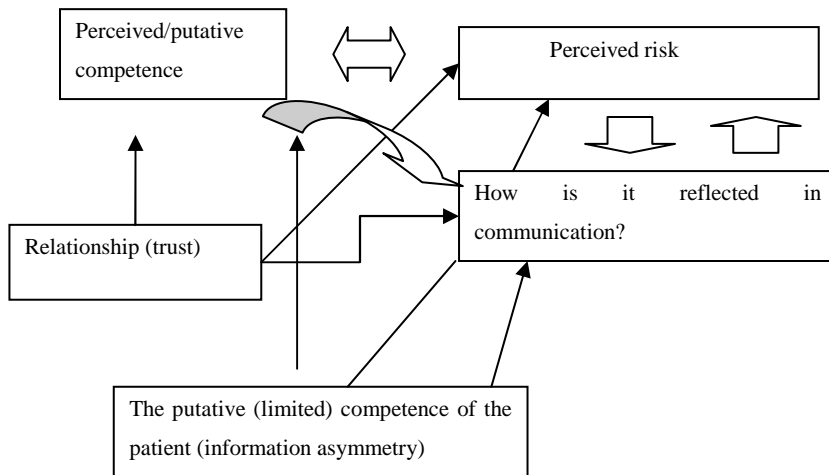 Perceived/putative
competence
Perceived risk
How is it reflected in
communication?
Relationship (trust)
The putative (limited) competence of the
patient (information asymmetry)